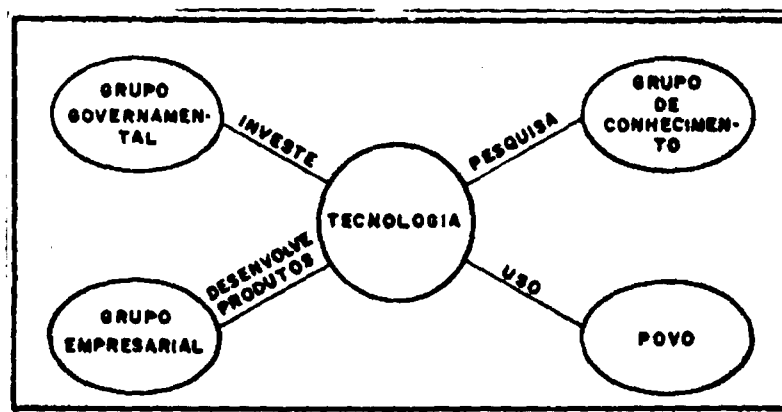 GRUPO
GOVERNAMEN-
TAL
INVESTE
PESQUISA
GRUPO
DE
CONHECIMEN-
TO
TECNOLOGIA
DESENVOLVE
PRODUTOS
GRUPO
EMPRESARIAL
USO
POVO